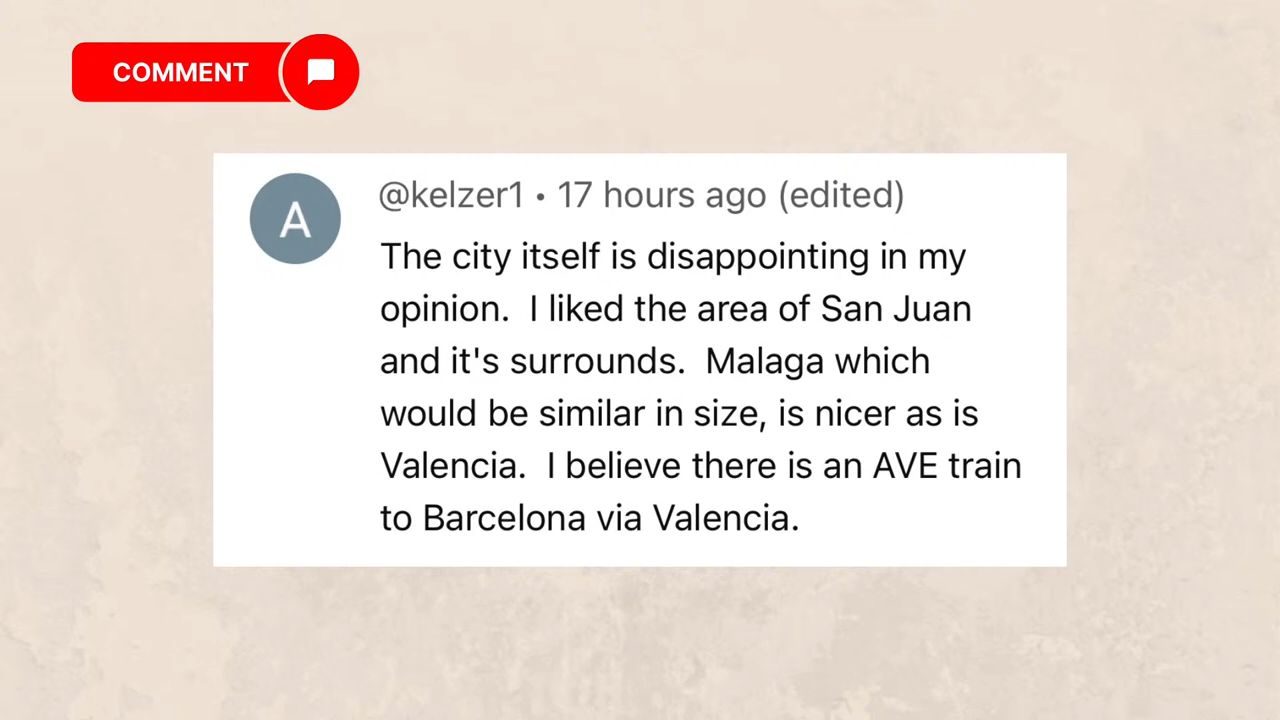 COMMENT
A
@kelzer1 • 17 hours ago (edited)
The city itself is disappointing in my
opinion.  I liked the area of San Juan
and it's surrounds.  Malaga which
would be similar in size, is nicer as is
Valencia.  I believe there is an AVE train
to Barcelona via Valencia.